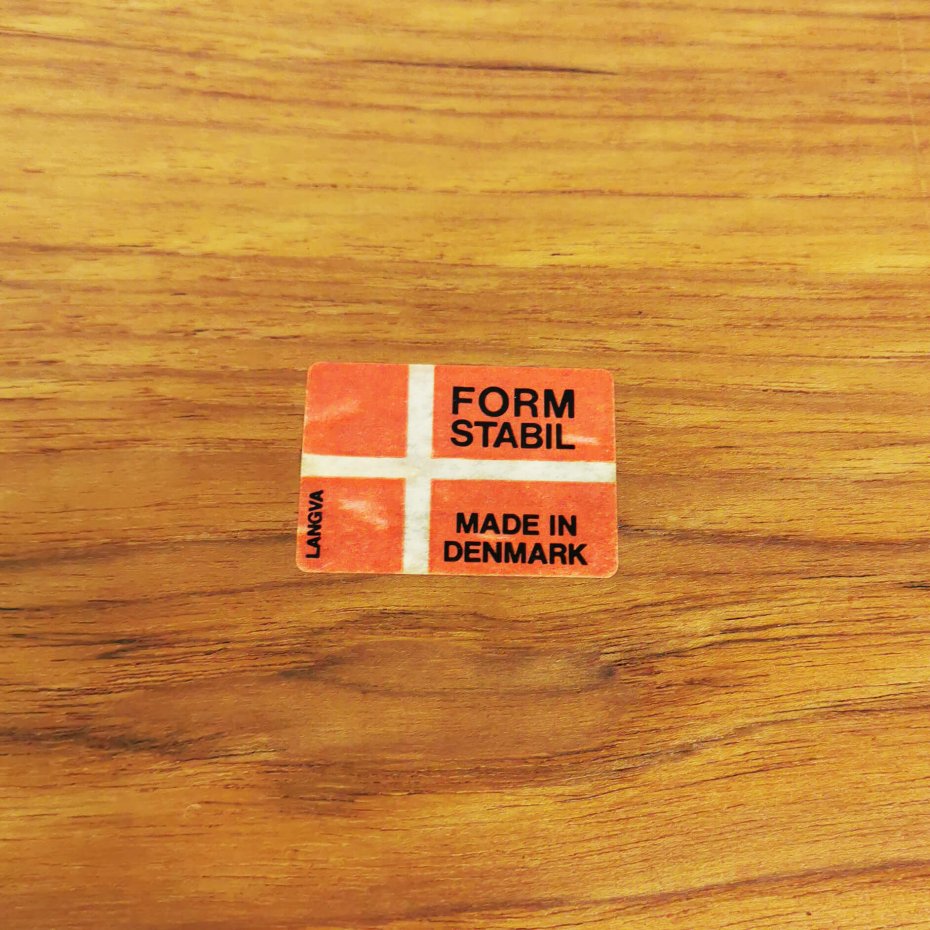 FORM
STABIL
MADE IN
DENMARK
LANGVA